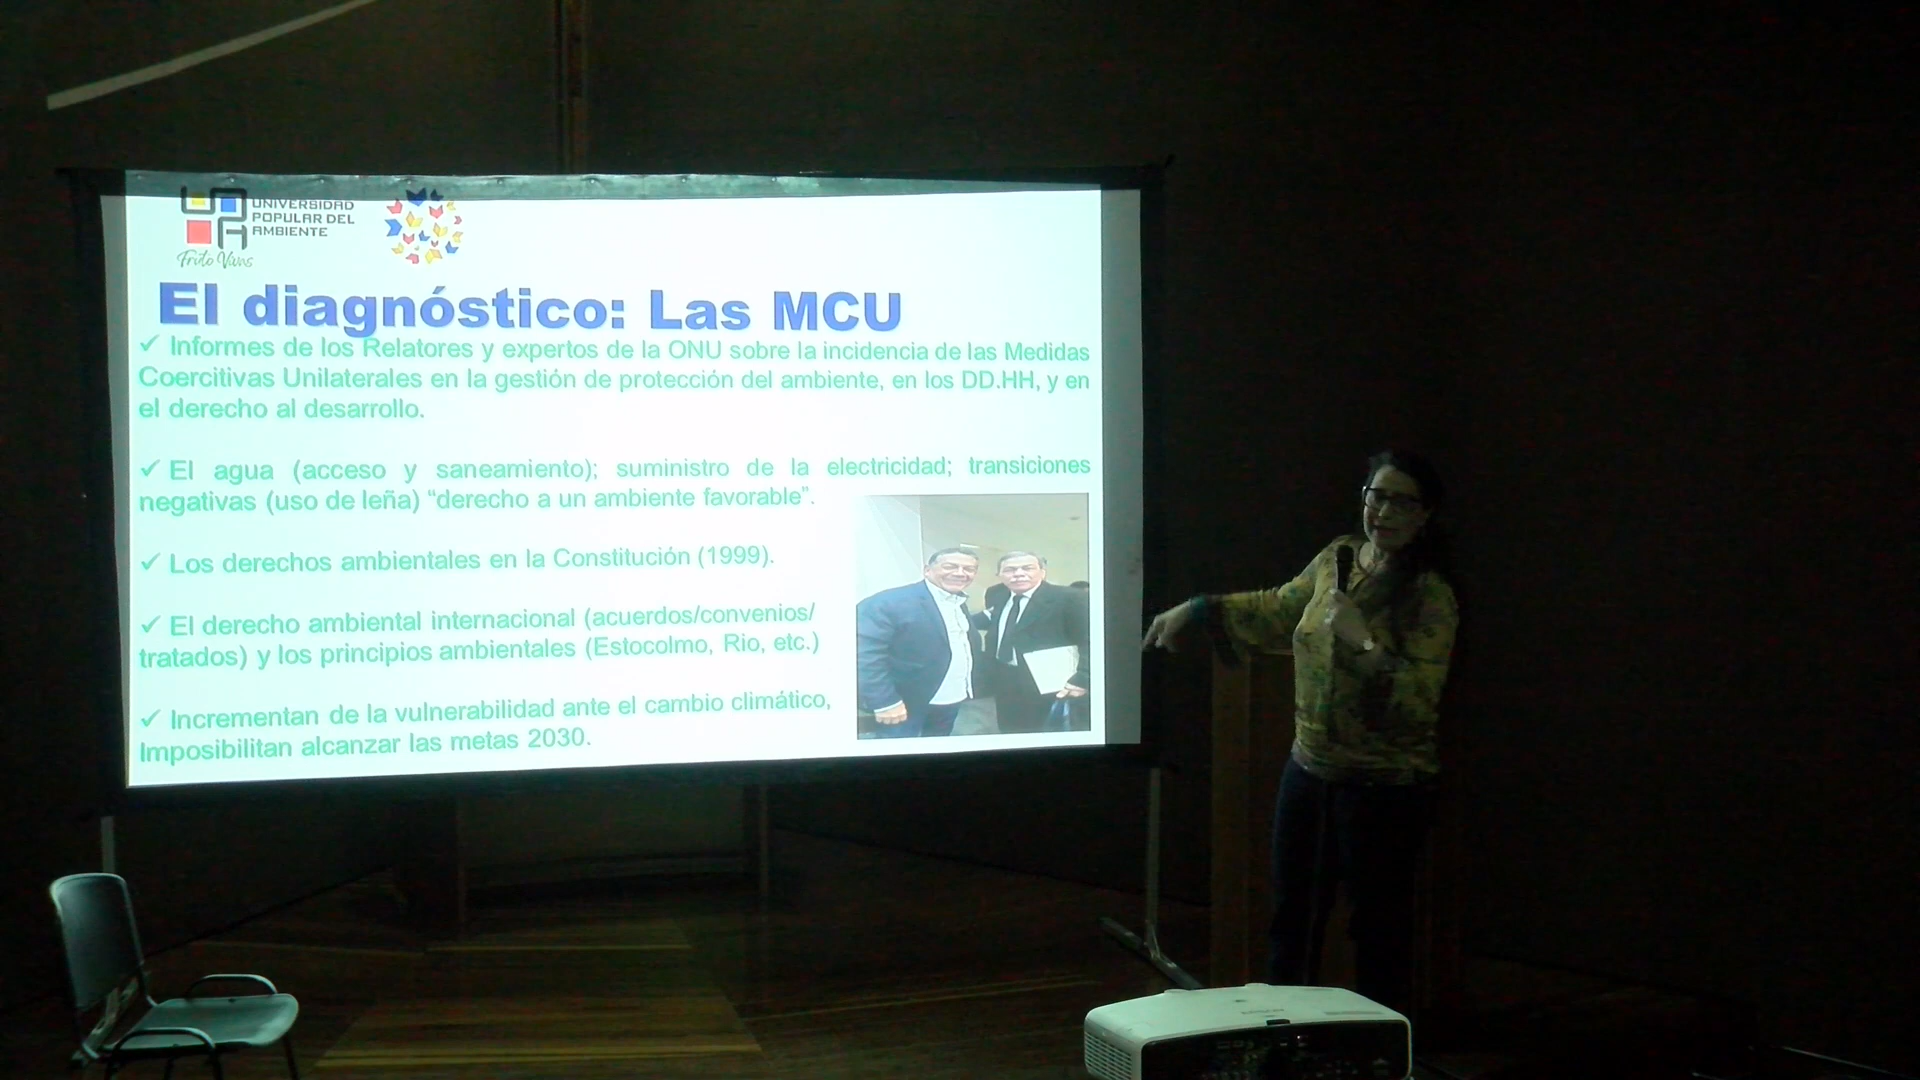 UNIVERSIDAD
POPULAR DEL
AMBIENTE
Fruto Vivas
El diagnóstico: Las MCU
✓ Informes de los Relatores y expertos de la ONU sobre la incidencia de las Medidas
Coercitivas Unilaterales en la gestión de protección del ambiente, en los DD.HH, y en
el derecho al desarrollo.
✓ El agua (acceso y saneamiento); suministro de la electricidad; transiciones
negativas (uso de leña) “derecho a un ambiente favorable”.
✓ Los derechos ambientales en la Constitución (1999).
✓ El derecho ambiental internacional (acuerdos/convenios/
tratados) y los principios ambientales (Estocolmo, Rio, etc.)
✓ Incrementan de la vulnerabilidad ante el cambio climático,
Imposibilitan alcanzar las metas 2030.